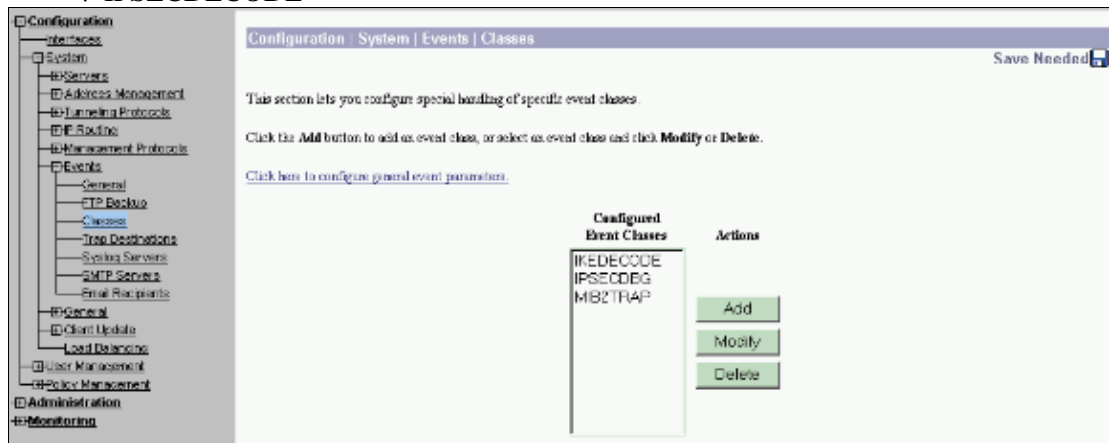 IPSECDECODE
Configuration
Interfaces
System
Servers
Address Management
Tunneling Protocols
IP Routing
Management Protocols
Events
General
FTP Backup
Classes
Trap Destinations
Syslog Servers
SMTP Servers
Email Recipients
General
Client Update
Load Balancing
User Management
Policy Management
Administration
Monitoring
Configuration | System | Events | Classes
Save Needed
This section lets you configure special handling of specific event classes.
Click the Add button to add an event class, or select an event class and click Modify or Delete.
Click here to configure general event parameters.
Configured
Event Classes
Actions
IKEDECODE
IPSECDBG
MIB2TRAP
Add
Modify
Delete